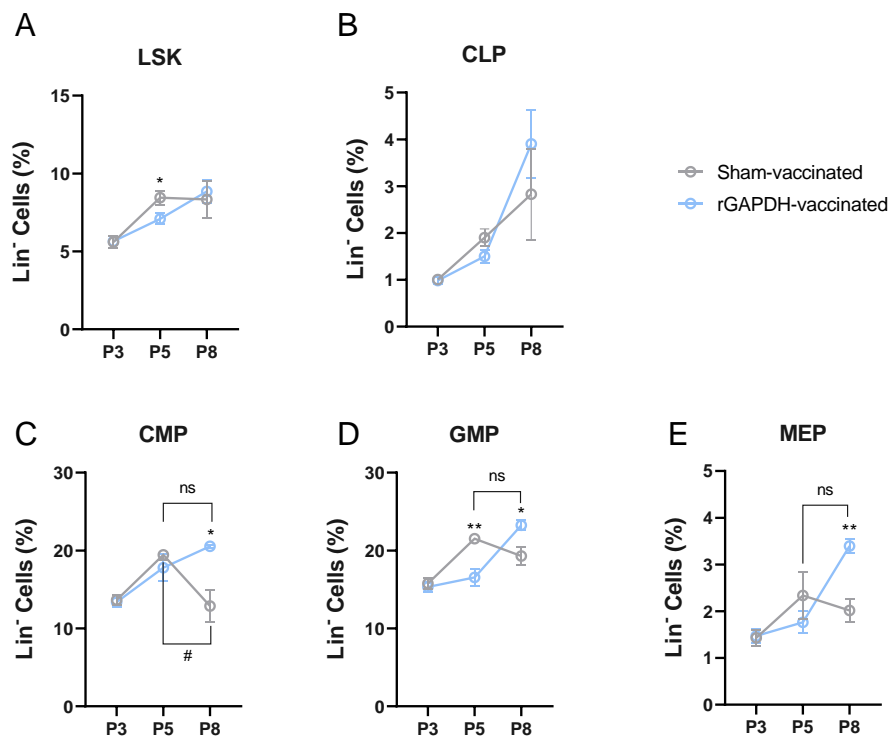 A
LSK
Lin⁻ Cells (%)
15
10
5
0
*
P3 P5 P8
B
CLP
Lin⁻ Cells (%)
5
4
3
2
1
0
P3 P5 P8
Sham-vaccinated
rGAPDH-vaccinated
C
CMP
Lin⁻ Cells (%)
30
20
10
0
ns
*
#
P3 P5 P8
D
GMP
Lin⁻ Cells (%)
30
20
10
0
ns
**
*
P3 P5 P8
E
MEP
Lin⁻ Cells (%)
5
4
3
2
1
0
ns
**
P3 P5 P8